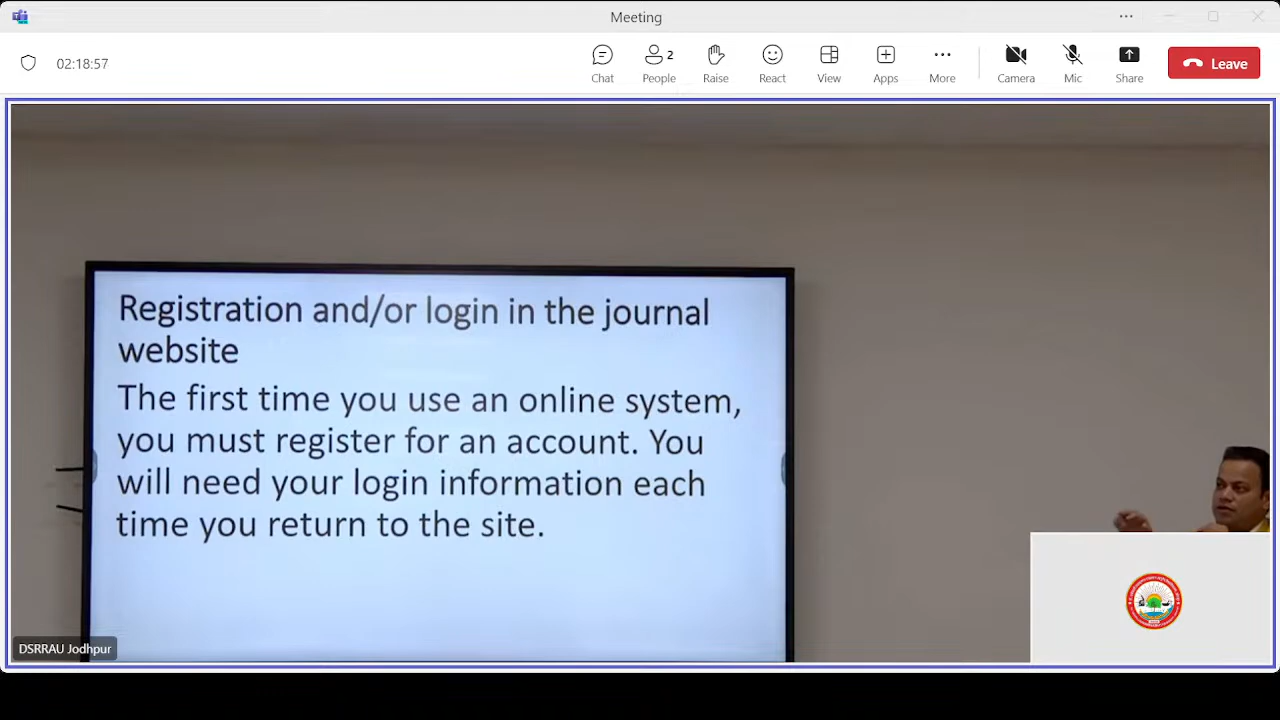 Meeting
02:18:57
Chat
People
2
Raise
React
View
Apps
More
Camera
Mic
Share
Leave
Registration and/or login in the journal
website
The first time you use an online system,
you must register for an account. You
will need your login information each
time you return to the site.
DSRRAU Jodhpur